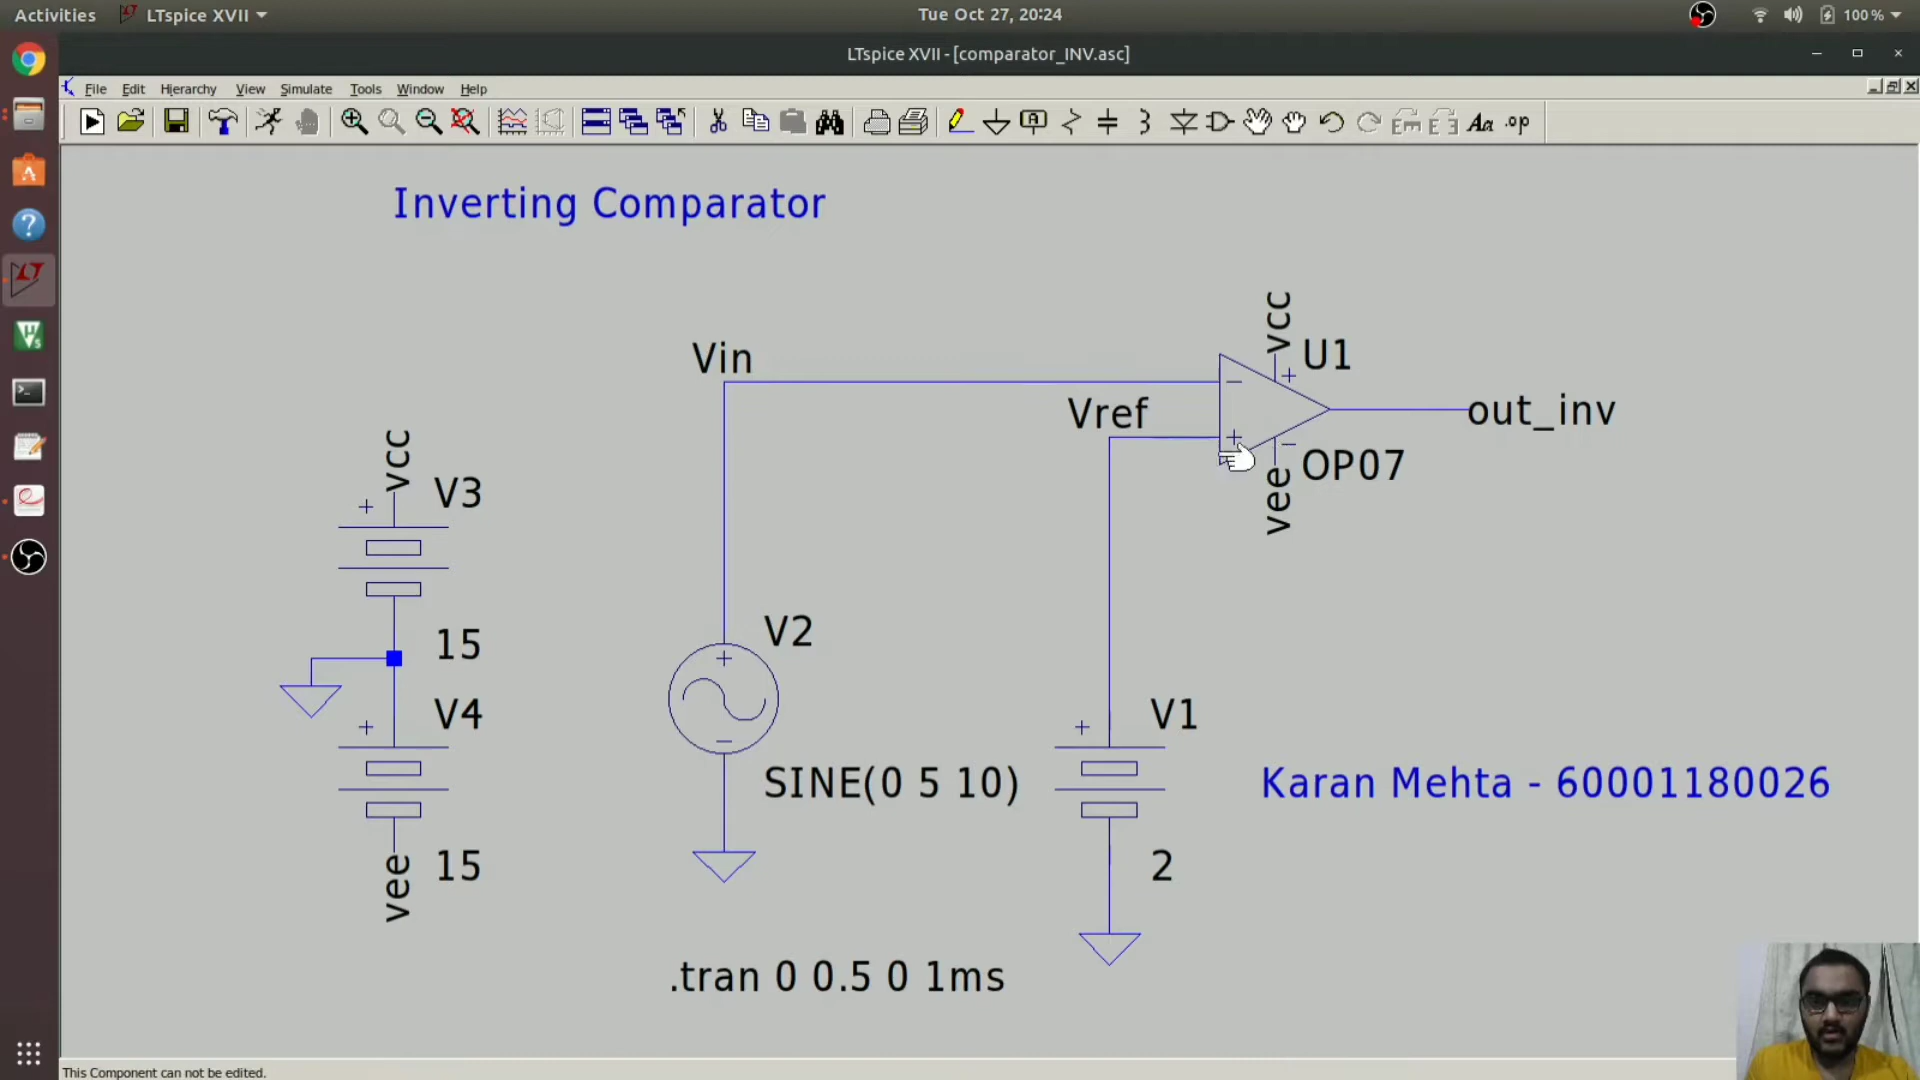 Activities
LTspice XVII
Tue Oct 27, 20:24
100%
LTspice XVII - [comparator_INV.asc]
File Edit Hierarchy View Simulate Tools Window Help
Aa .op
Inverting Comparator
vcc
U1
Vin
Vref
out_inv
OP07
vee
vcc
V3
15
V4
15
vee
V2
SINE(0 5 10)
V1
2
Karan Mehta - 60001180026
.tran 0 0.5 0 1ms
This Component can not be edited.